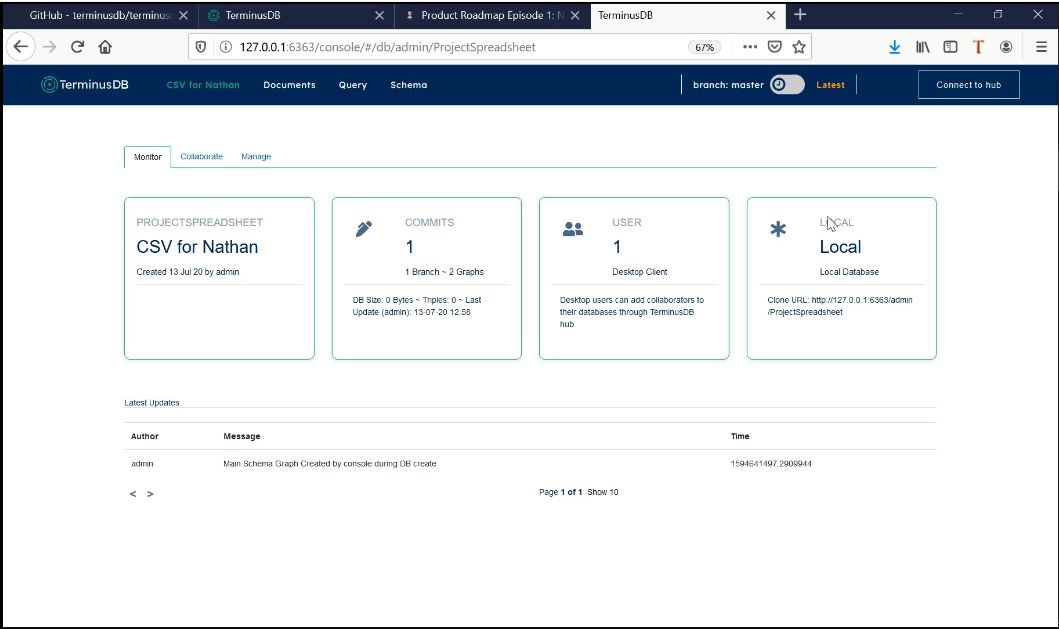 GitHub - terminusdb/terminus
TerminusDB
Product Roadmap Episode 1: N
TerminusDB
127.0.0.1:6363/console/#/db/admin/ProjectSpreadsheet
67%
TerminusDB
CSV for Nathan
Documents
Query
Schema
branch: master
Latest
Connect to hub
Monitor
Collaborate
Manage
PROJECTSPREADSHEET
CSV for Nathan
Created 13 Jul 20 by admin
COMMITS
1
1 Branch ~ 2 Graphs
DB Size: 0 Bytes ~ Triples: 0 ~ Last
Update (admin): 13-07-20 12.58
USER
1
Desktop Client
Desktop users can add collaborators to
their databases through TerminusDB
hub
LOCAL
Local
Local Database
Clone URL: http://127.0.0.1:6363/admin
/ProjectSpreadsheet
Latest Updates
Author Message Time
admin Main Schema Graph Created by console during DB create 1594641497.2909944
< > Page 1 of 1 Show 10